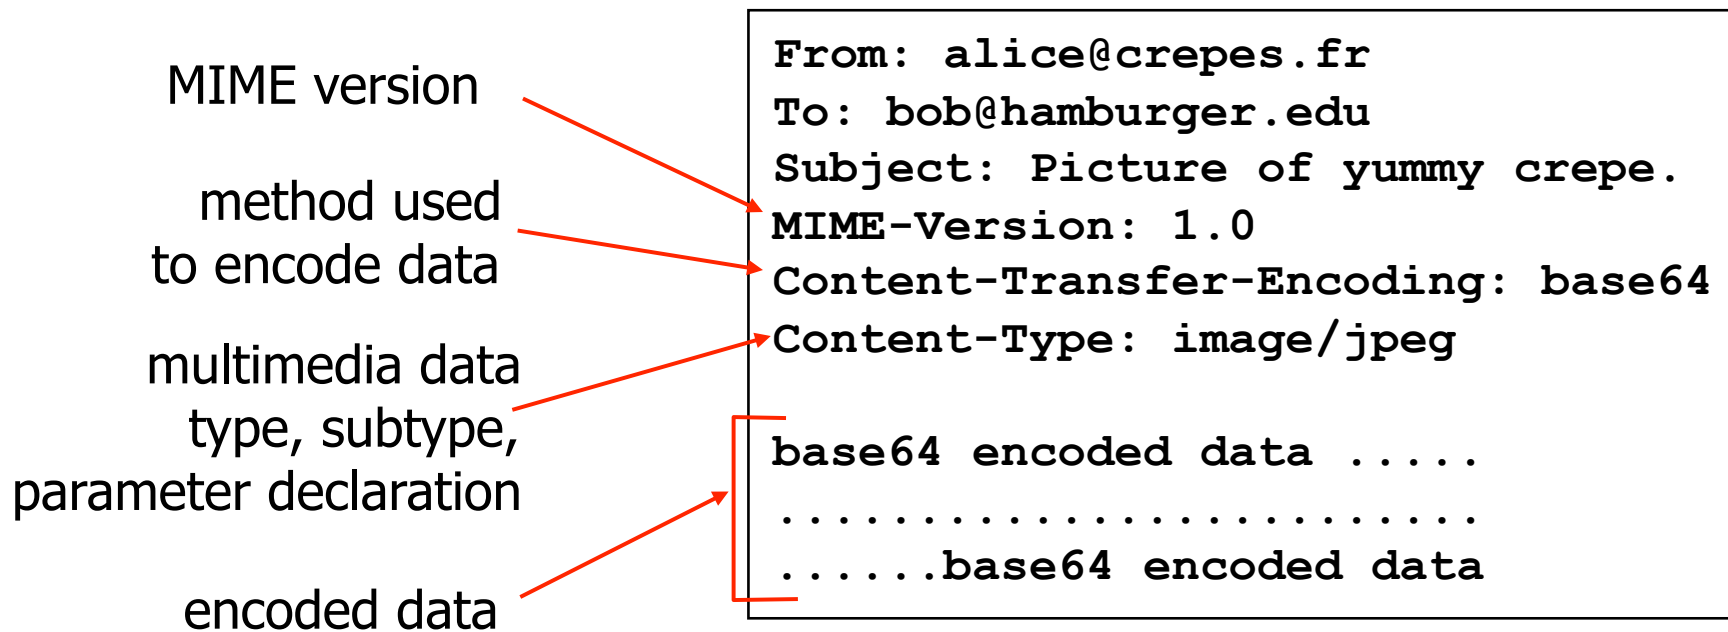 MIME version
method used
to encode data
multimedia data
type, subtype,
parameter declaration
encoded data
From: alice@crepes.fr
To: bob@hamburger.edu
Subject: Picture of yummy crepe.
MIME-Version: 1.0
Content-Transfer-Encoding: base64
Content-Type: image/jpeg
base64 encoded data .....
.........................
......base64 encoded data